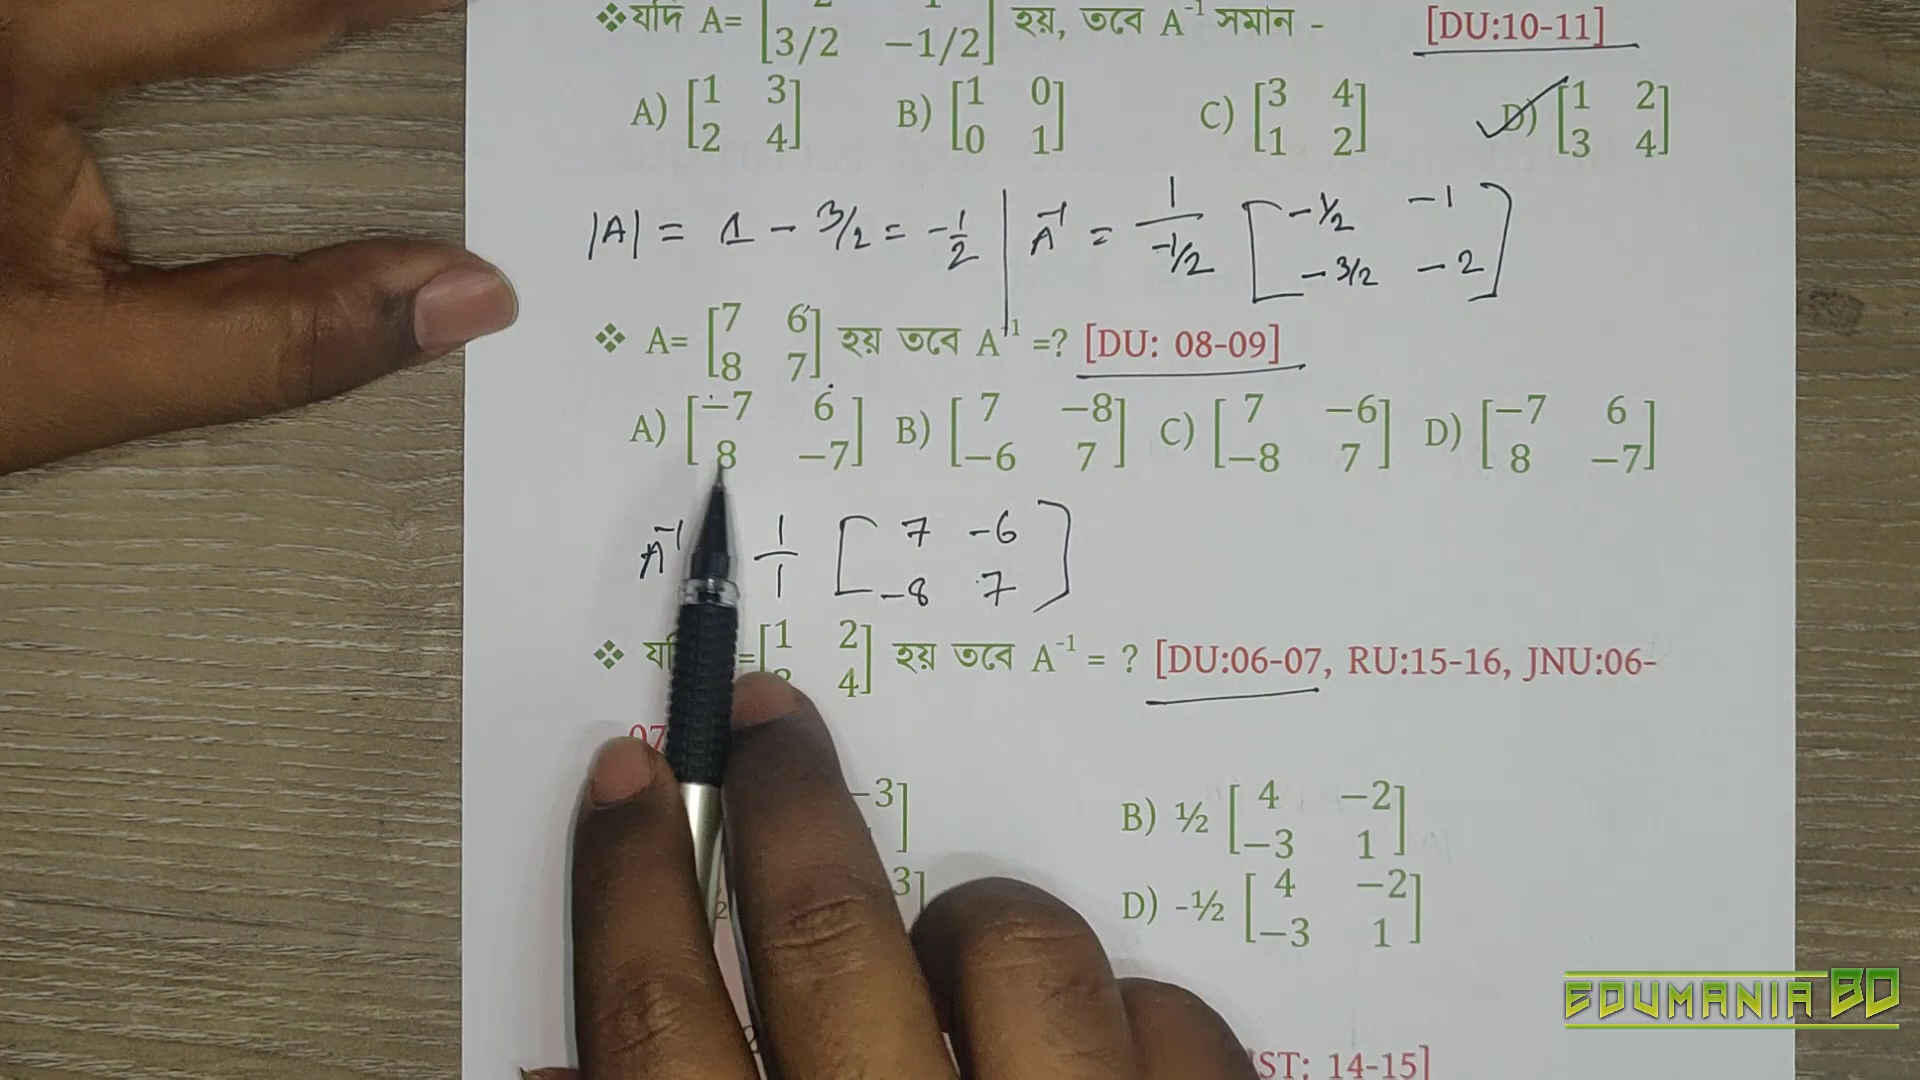 ❖যদি A= [ 3/2 −1/2] হয়, তবে A⁻¹ সমান - [DU:10-11]
A) [1 3 2 4] B) [1 0 0 1] C) [3 4 1 2] D) [1 2 3 4]
|A| = 1 - 3/2 = -1/2 | A⁻¹ = 1/-1/2 [-1/2 -1 -3/2 -2]
❖ A= [7 6 8 7] হয় তবে A⁻¹ =? [DU: 08-09]
A) [−7 6 8 −7] B) [7 −8 −6 7] C) [7 −6 −8 7] D) [−7 6 8 −7]
A⁻¹ 1/1 [7 -6 -8 7]
❖ =[1 2 4] হয় তবে A⁻¹ = ? [DU:06-07, RU:15-16, JNU:06-
07
−3] B) ½ [4 −2 −3 1]
3] D) -½ [4 −2 −3 1]
ST: 14-15]
EDUMANIA BD